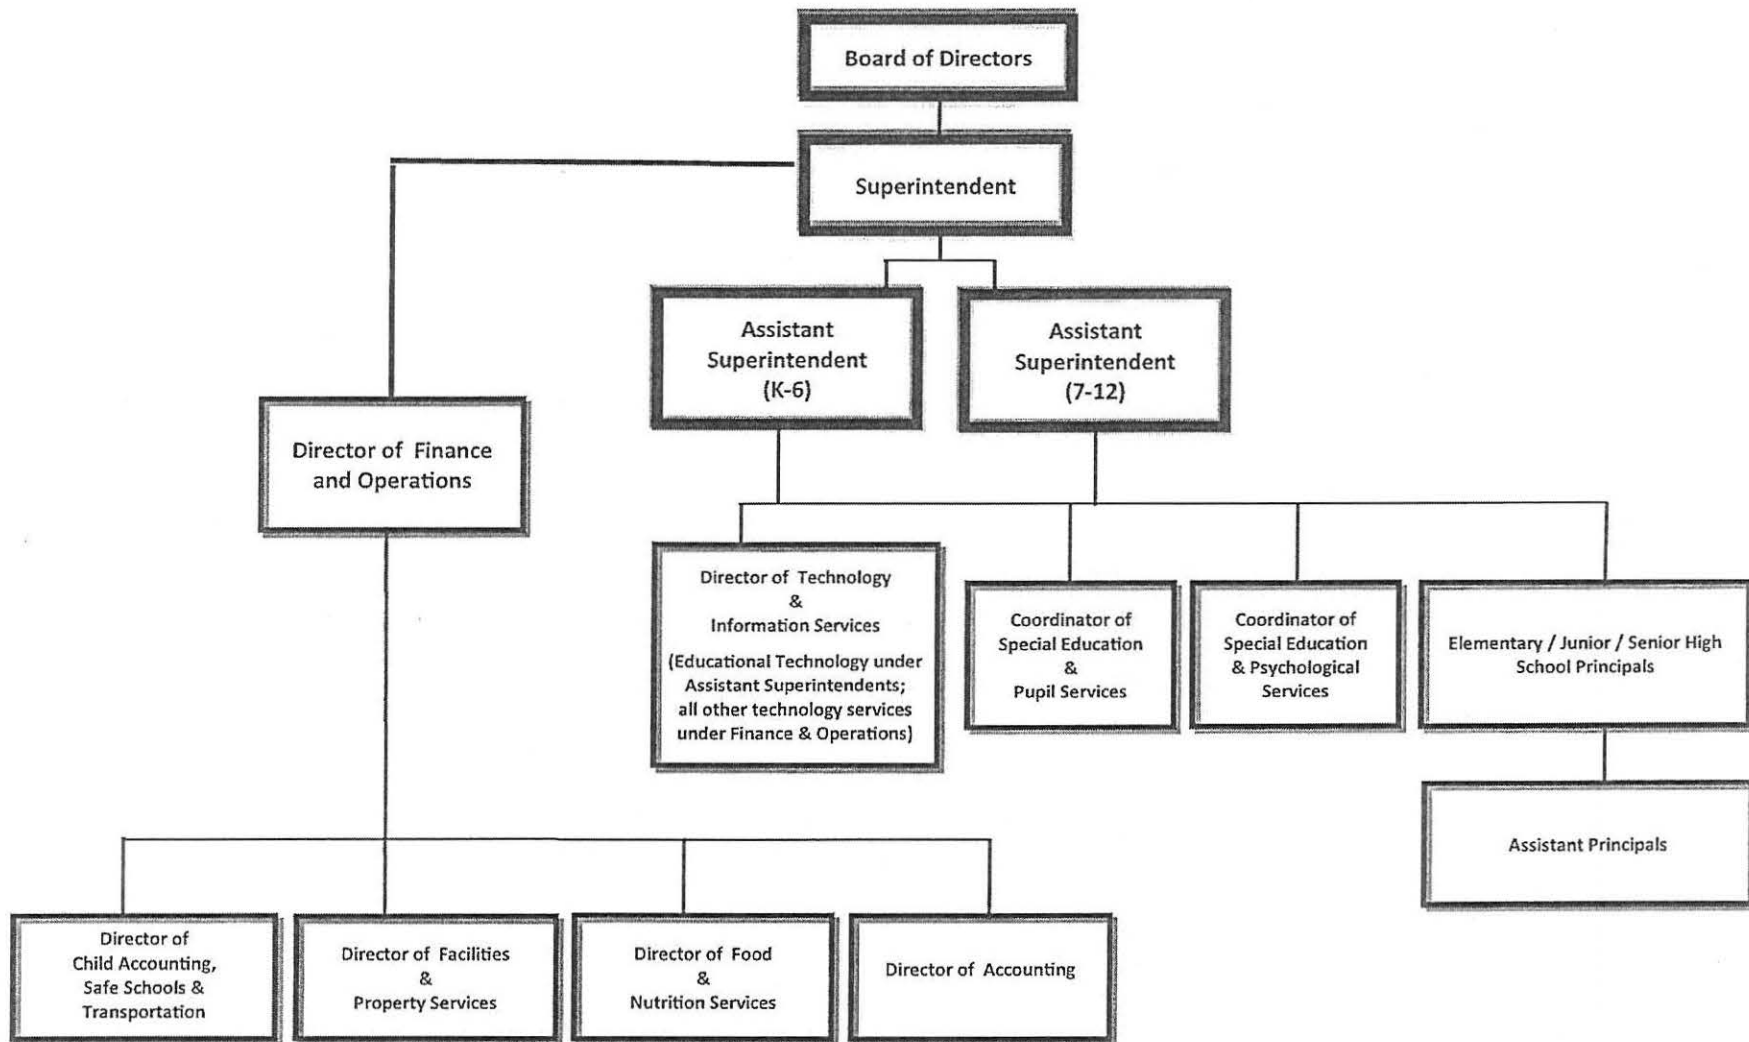 Board of Directors
Superintendent
Assistant
Superintendent
(K-6)
Assistant
Superintendent
(7-12)
Director of Finance
and Operations
Director of Technology
&
Information Services
(Educational Technology under
Assistant Superintendents;
all other technology services
under Finance & Operations)
Coordinator of
Special Education
&
Pupil Services
Coordinator of
Special Education
& Psychological
Services
Elementary / Junior / Senior High
School Principals
Assistant Principals
Director of
Child Accounting,
Safe Schools &
Transportation
Director of Facilities
&
Property Services
Director of Food
&
Nutrition Services
Director of Accounting